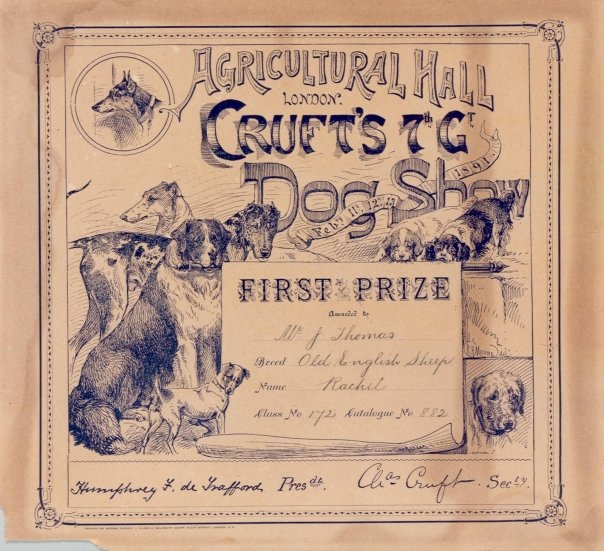 AGRICULTURAL HALL
LONDON.
CRUFT'S 7th GT.
Dog Show
Feby 11, 12, 13 1891.
FIRST PRIZE
Awarded to
Mr J Thomas
Breed Old English Sheep
Name Rachel
Class No 172 Catalogue No 882
Humphrey F. de Trafford. Presdt. Chas Cruft. Secty.